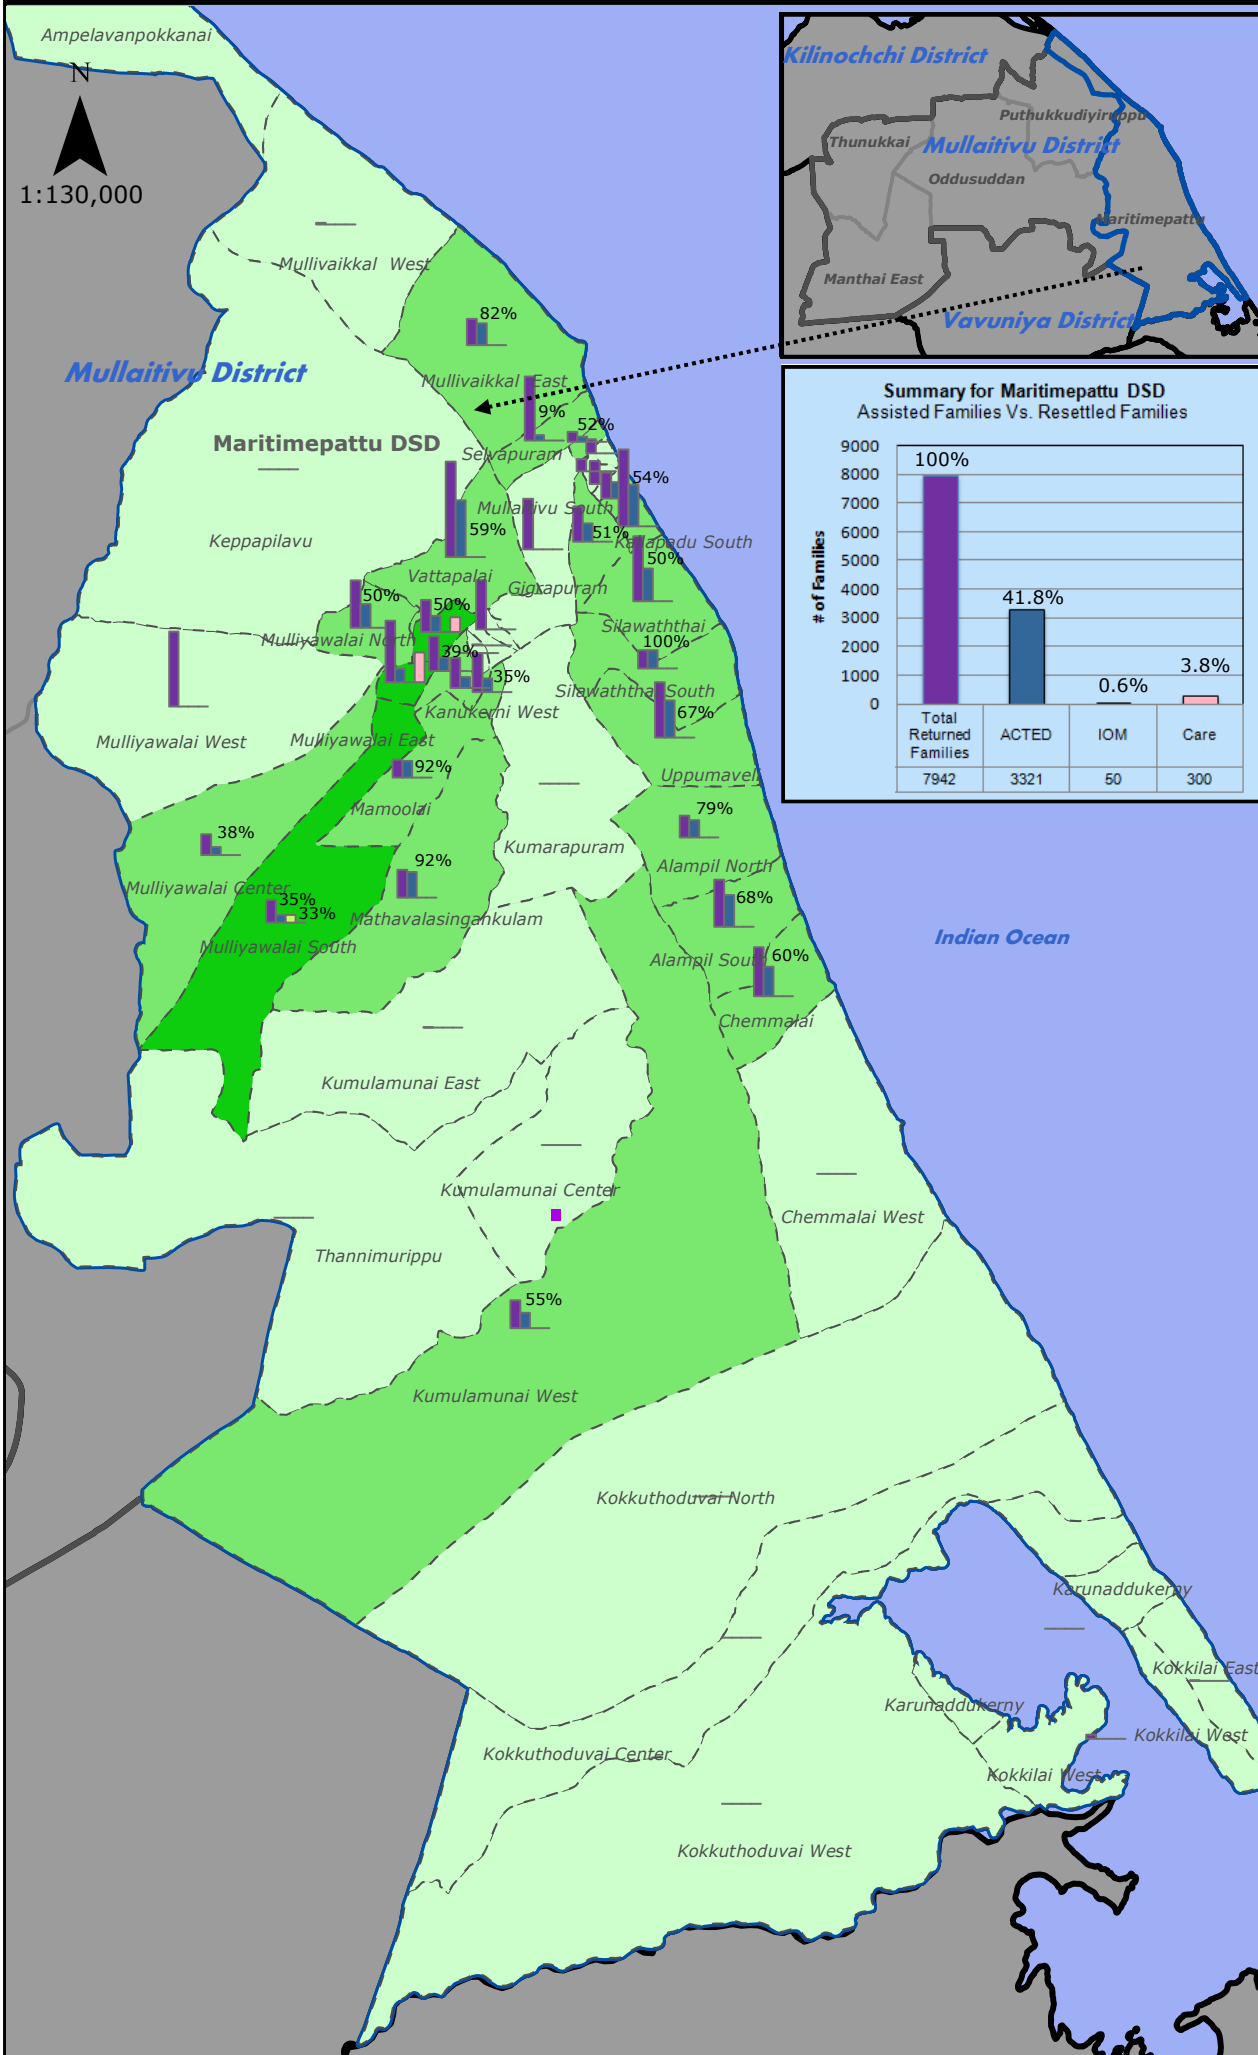 Ampelavanpokkanai
N
1:130,000
Kilinochchi District
Puthukkudiyiruppu
Thunukkai
Mullaitivu District
Oddusuddan
Maritimepattu
Manthai East
Vavuniya District
Mullivaikkal West
82%
Mullaitivu District
Mullivaikkal East
9%
52%
Maritimepattu DSD
Selvapuram
54%
Mullaitivu South
59%
51%
Kallapadu South
Keppapilavu
50%
Vattapalai
Giciapuram
50%
50%
Silawaththai
Mulliyawalai North
100%
39%
35%
Silawaththai South
Kanukerni West
67%
Mulliyawalai West
Mulliyawalai East
92%
Uppumaveli
Mamoolai
79%
38%
Kumarapuram
92%
Alampil North
Mulliyawalai Center
35%
33%
Mathavalasingankulam
68%
Mulliyawalai South
Alampil South
60%
Chemmalai
Summary for Maritimepattu DSD
Assisted Families Vs. Resettled Families
# of Families
9000
8000
7000
6000
5000
4000
3000
2000
1000
0
100%
41.8%
0.6%
3.8%
Total Returned Families
ACTED
IOM
Care
7942
3321
50
300
Indian Ocean
Kumulamunai East
Kumulamunai Center
Chemmalai West
Thannimurippu
55%
Kumulamunai West
Kokkuthoduvai North
Karunaddukerny
Kokkilai East
Karunaddukerny
Kokkilai West
Kokkuthoduvai Center
Kokkilai West
Kokkuthoduvai West